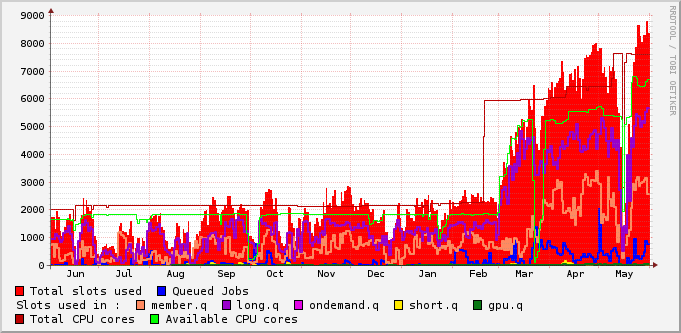 9000
8000
7000
6000
5000
4000
3000
2000
1000
0
Jun Jul Aug Sep Oct Nov Dec Jan Feb Mar Apr May
RRDTOOL / TOBI OETIKER
Total slots used Queued Jobs
Slots used in : member.q long.q ondemand.q short.q gpu.q
Total CPU cores Available CPU cores